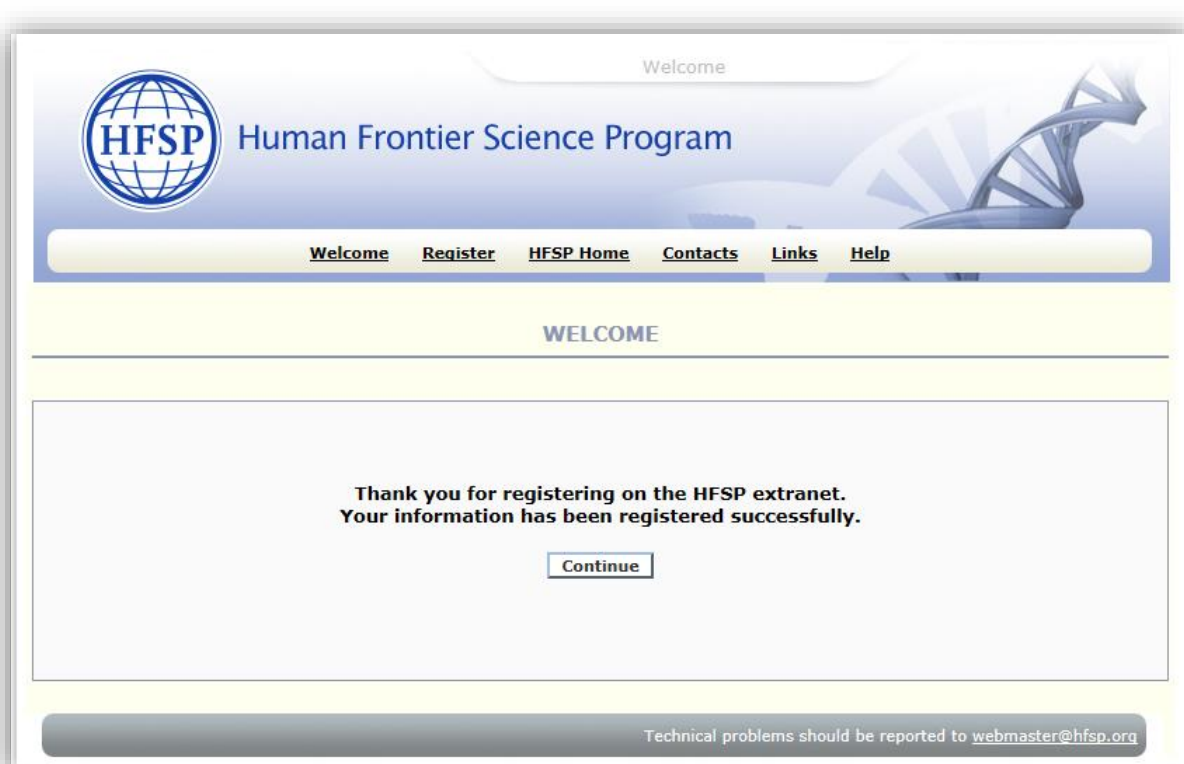 Welcome
HFSP
Human Frontier Science Program
Welcome Register HFSP Home Contacts Links Help
WELCOME
Thank you for registering on the HFSP extranet.
Your information has been registered successfully.
Continue
Technical problems should be reported to webmaster@hfsp.org